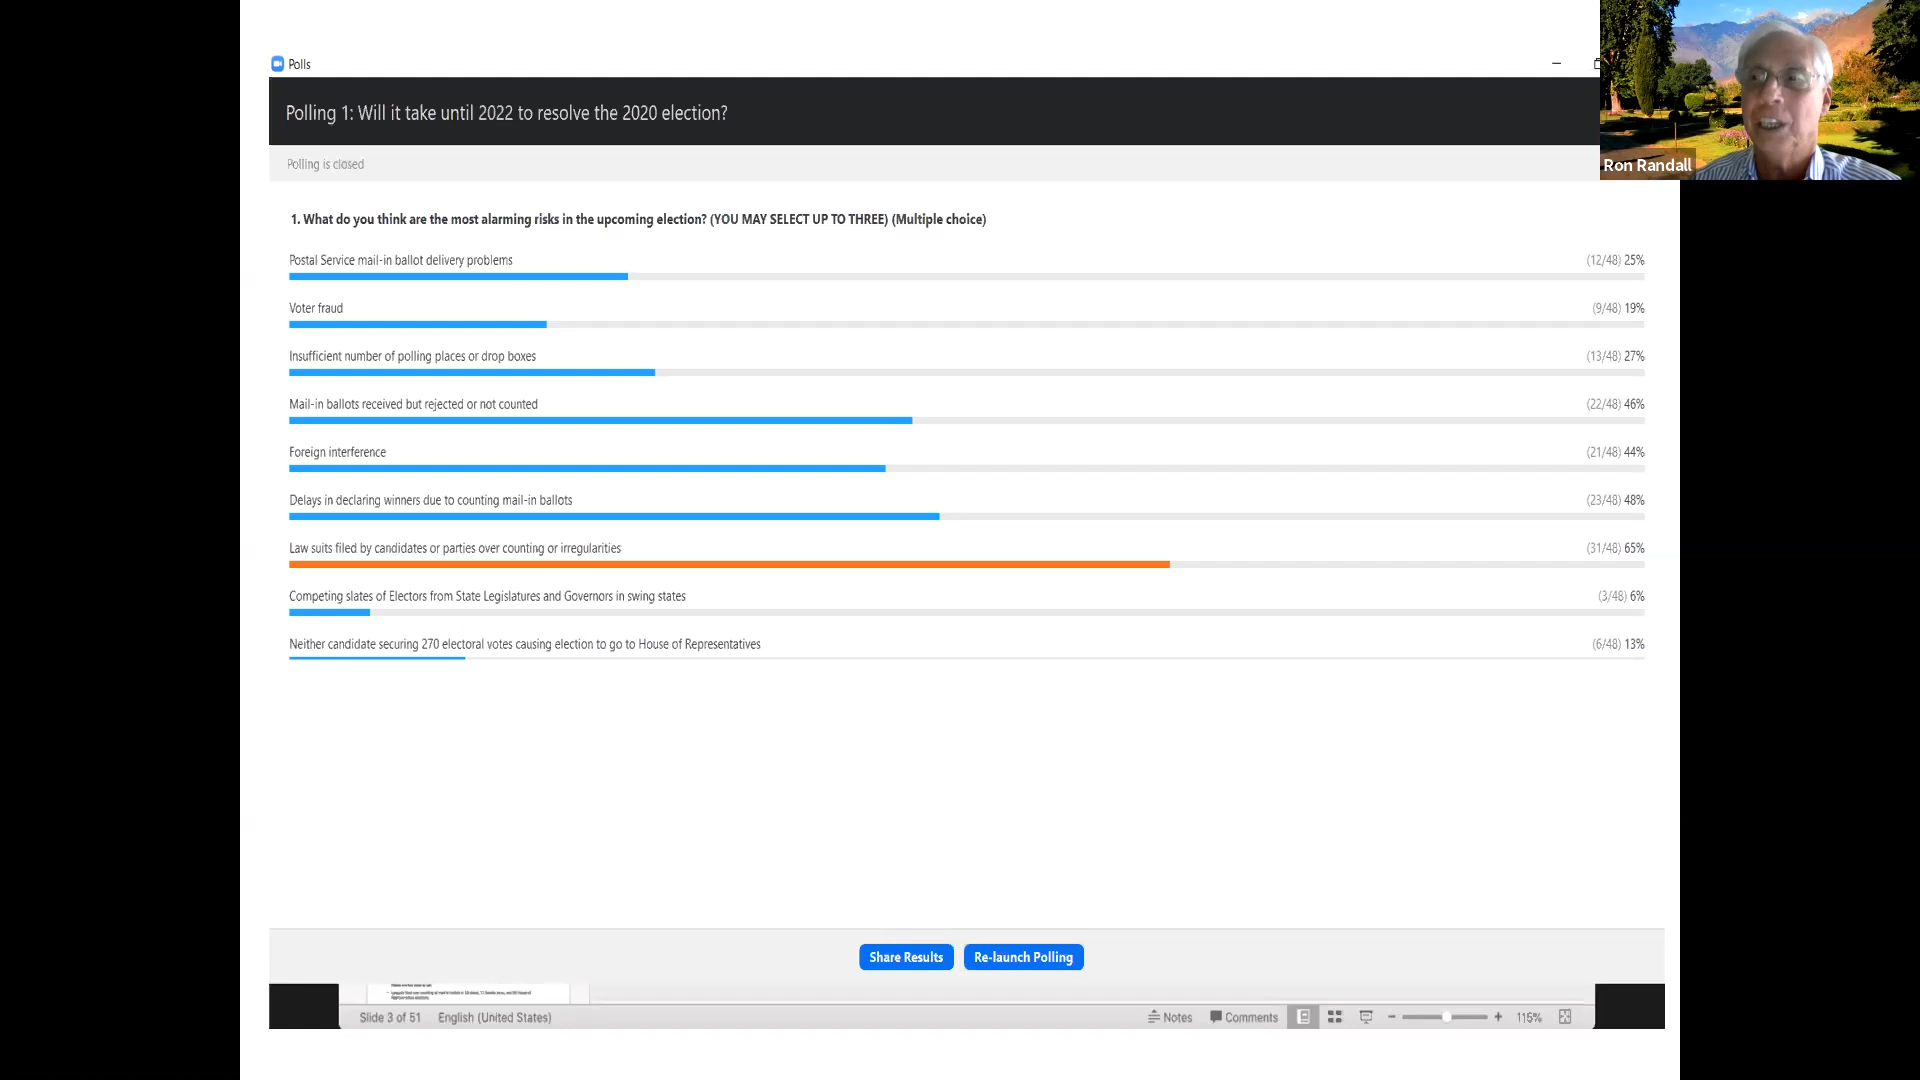 Polls
Polling 1: Will it take until 2022 to resolve the 2020 election?
Ron Randall
Polling is closed
1. What do you think are the most alarming risks in the upcoming election? (YOU MAY SELECT UP TO THREE) (Multiple choice)
Postal Service mail-in ballot delivery problems (12/48) 25%
Voter fraud (9/48) 19%
Insufficient number of polling places or drop boxes (13/48) 27%
Mail-in ballots received but rejected or not counted (22/48) 46%
Foreign interference (21/48) 44%
Delays in declaring winners due to counting mail-in ballots (23/48) 48%
Law suits filed by candidates or parties over counting or irregularities (31/48) 65%
Competing slates of Electors from State Legislatures and Governors in swing states (3/48) 6%
Neither candidate securing 270 electoral votes causing election to go to House of Representatives (6/48) 13%
Share Results Re-launch Polling
Slide 3 of 51 English (United States) Notes Comments 115%